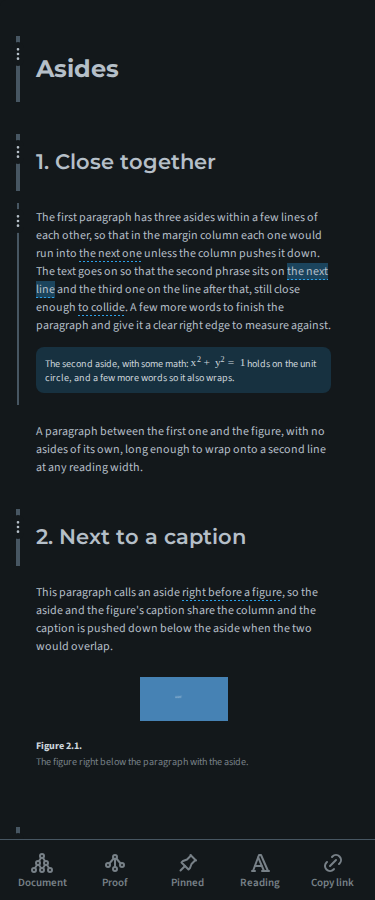 Asides
1. Close together
The first paragraph has three asides within a few lines of
each other, so that in the margin column each one would
run into the next one unless the column pushes it down.
The text goes on so that the second phrase sits on the next
line and the third one on the line after that, still close
enough to collide. A few more words to finish the
paragraph and give it a clear right edge to measure against.
The second aside, with some math: x² + y² = 1 holds on the unit
circle, and a few more words so it also wraps.
A paragraph between the first one and the figure, with no
asides of its own, long enough to wrap onto a second line
at any reading width.
2. Next to a caption
This paragraph calls an aside right before a figure, so the
aside and the figure's caption share the column and the
caption is pushed down below the aside when the two
would overlap.
Figure 2.1.
The figure right below the paragraph with the aside.
Document Proof Pinned Reading Copy link